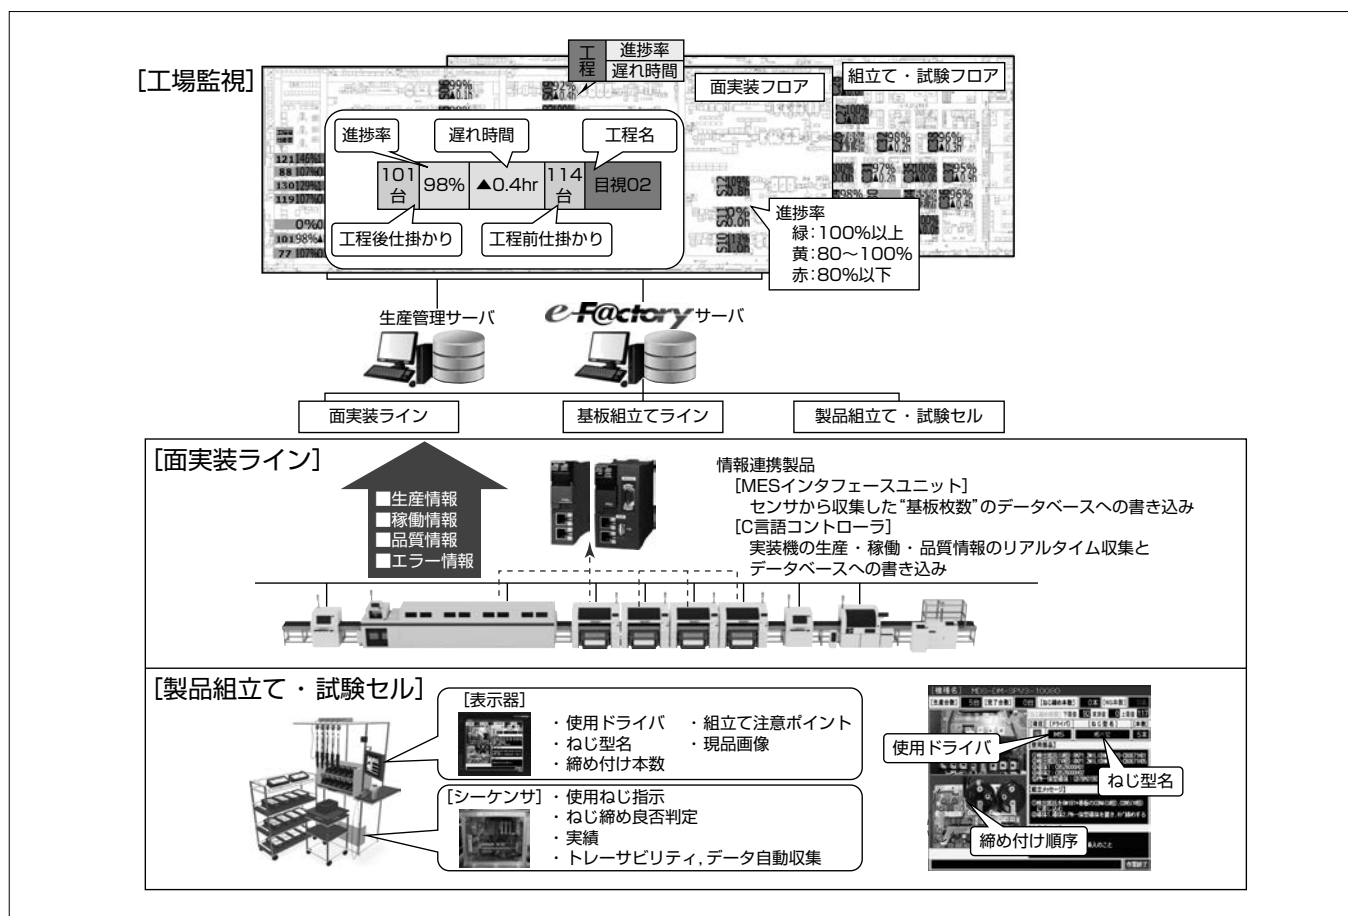 [工場監視]
工程
進捗率
遅れ時間
面実装フロア
組立て・試験フロア
進捗率
遅れ時間
工程名
101台
98%
▲0.4hr
114台
目視02
工程後仕掛かり
工程前仕掛かり
進捗率
緑:100%以上
黄:80〜100%
赤:80%以下
生産管理サーバ
e-F@ctoryサーバ
面実装ライン
基板組立てライン
製品組立て・試験セル
[面実装ライン]
■生産情報
■稼働情報
■品質情報
■エラー情報
情報連携製品
[MESインタフェースユニット]
センサから収集した“基板枚数”のデータベースへの書き込み
[C言語コントローラ]
実装機の生産・稼働・品質情報のリアルタイム収集と
データベースへの書き込み
[製品組立て・試験セル]
[表示器]
・使用ドライバ ・組立て注意ポイント
・ねじ型名 ・現品画像
・締め付け本数
[シーケンサ]・使用ねじ指示
・ねじ締め良否判定
・実績
・トレーサビリティ,データ自動収集
[機種名] MDS-DM-SPV3-10080
使用ドライバ
ねじ型名
締め付け順序
作業終了